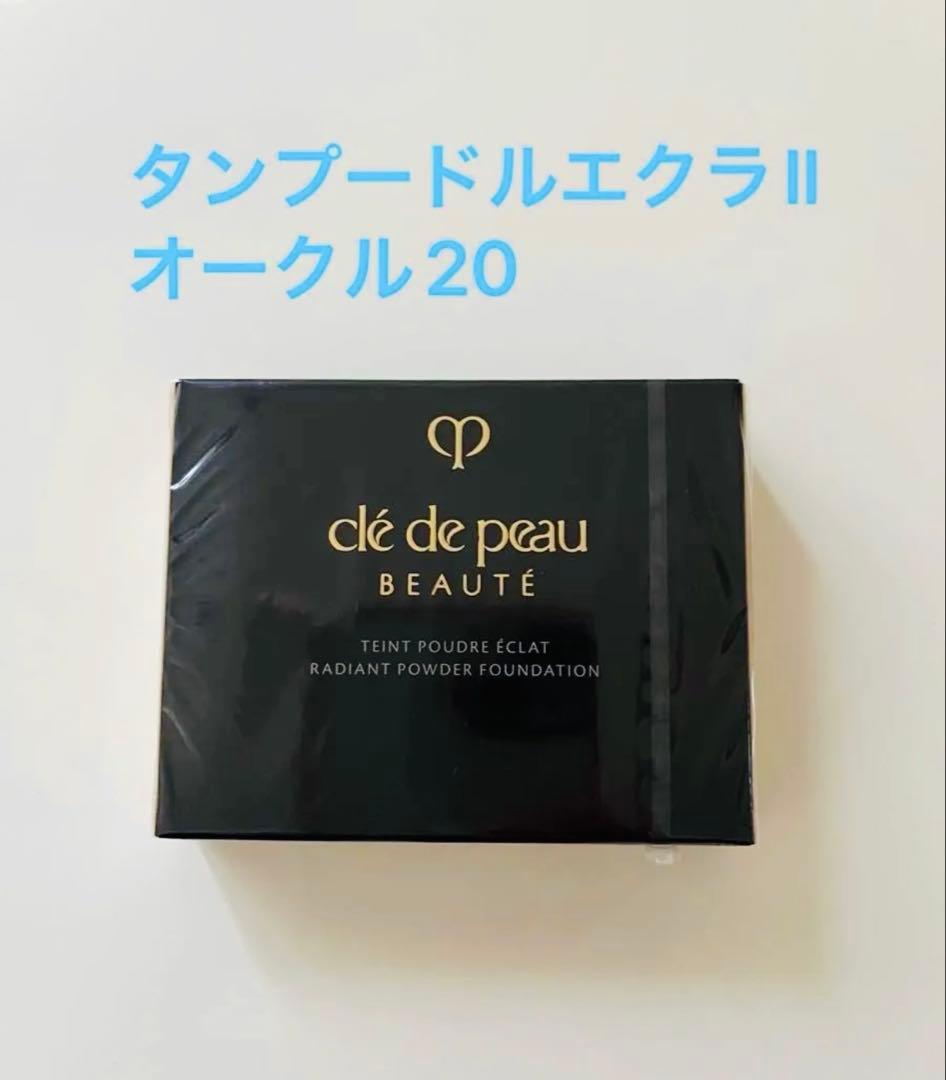 タンプードルエクラII
オークル20
clé de peau
BEAUTÉ
TEINT POUDRE ÉCLAT
RADIANT POWDER FOUNDATION